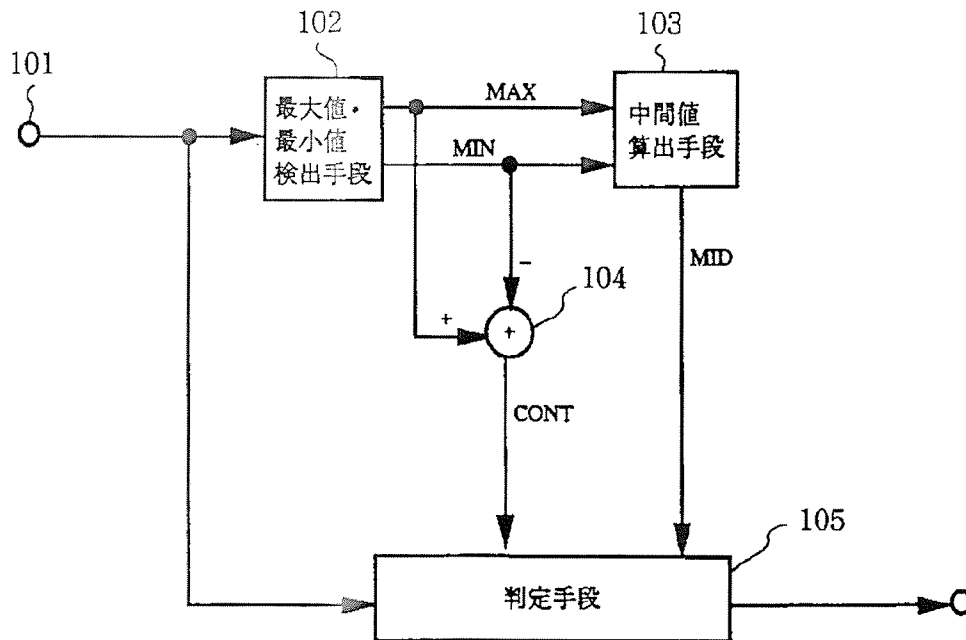 102
103
101
最大値・
最小値
検出手段
MAX
MIN
中間値
算出手段
MID
−
+
+
104
CONT
105
判定手段